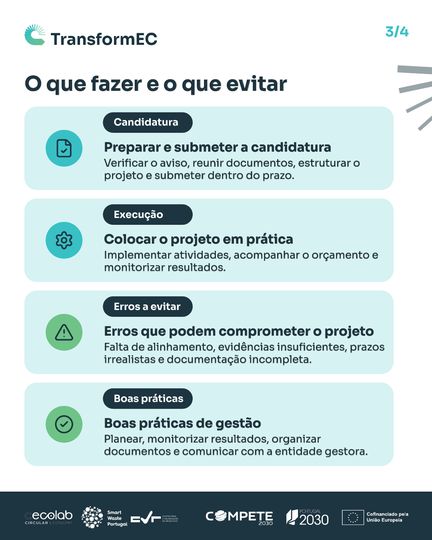 TransformEC
3/4
O que fazer e o que evitar
Candidatura
Preparar e submeter a candidatura
Verificar o aviso, reunir documentos, estruturar o
projeto e submeter dentro do prazo.
Execução
Colocar o projeto em prática
Implementar atividades, acompanhar o orçamento e
monitorizar resultados.
Erros a evitar
Erros que podem comprometer o projeto
Falta de alinhamento, evidências insuficientes, prazos
irrealistas e documentação incompleta.
Boas práticas
Boas práticas de gestão
Planear, monitorizar resultados, organizar
documentos e comunicar com a entidade gestora.
ecolab
CIRCULAR ECONOMY
Smart
Waste
Portugal
COMPETE
2030
PORTUGAL
2030
Cofinanciado pela
União Europeia